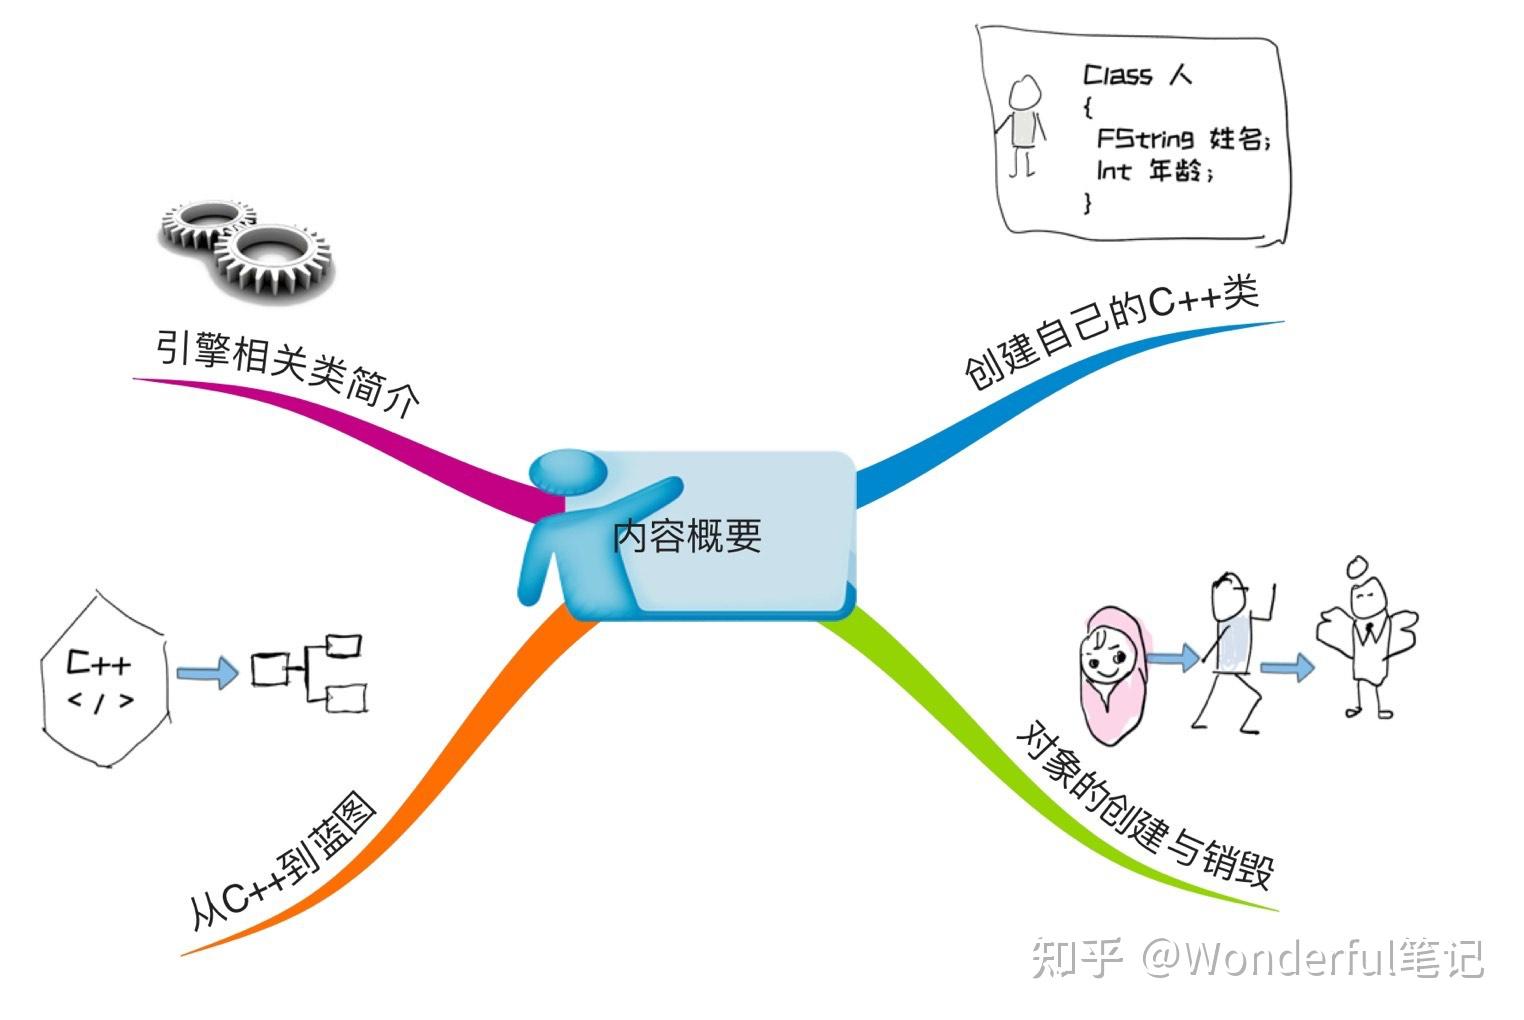 Class 人
{
FString 姓名;
Int 年龄;
}
创建自己的C++类
引擎相关类简介
内容概要
C++
</>
对象的创建与销毁
从C++到蓝图
知乎 @Wonderful笔记